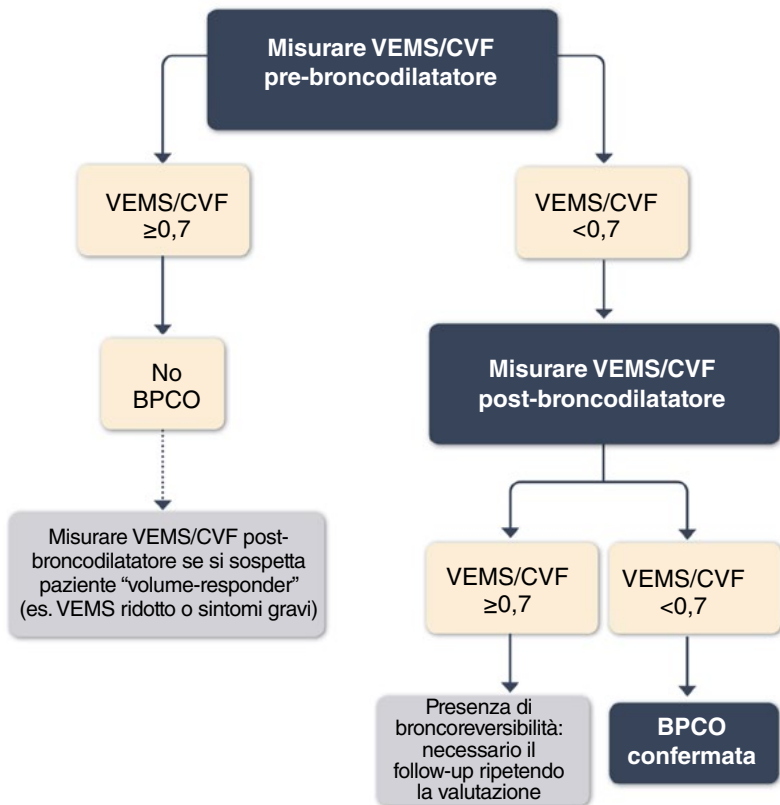 Misurare VEMS/CVF
pre-broncodilatatore
VEMS/CVF
≥0,7
VEMS/CVF
<0,7
No
BPCO
Misurare VEMS/CVF
post-broncodilatatore
Misurare VEMS/CVF post-
broncodilatatore se si sospetta
paziente “volume-responder”
(es. VEMS ridotto o sintomi gravi)
VEMS/CVF
≥0,7
VEMS/CVF
<0,7
Presenza di
broncoreversibilità:
necessario il
follow-up ripetendo
la valutazione
BPCO
confermata